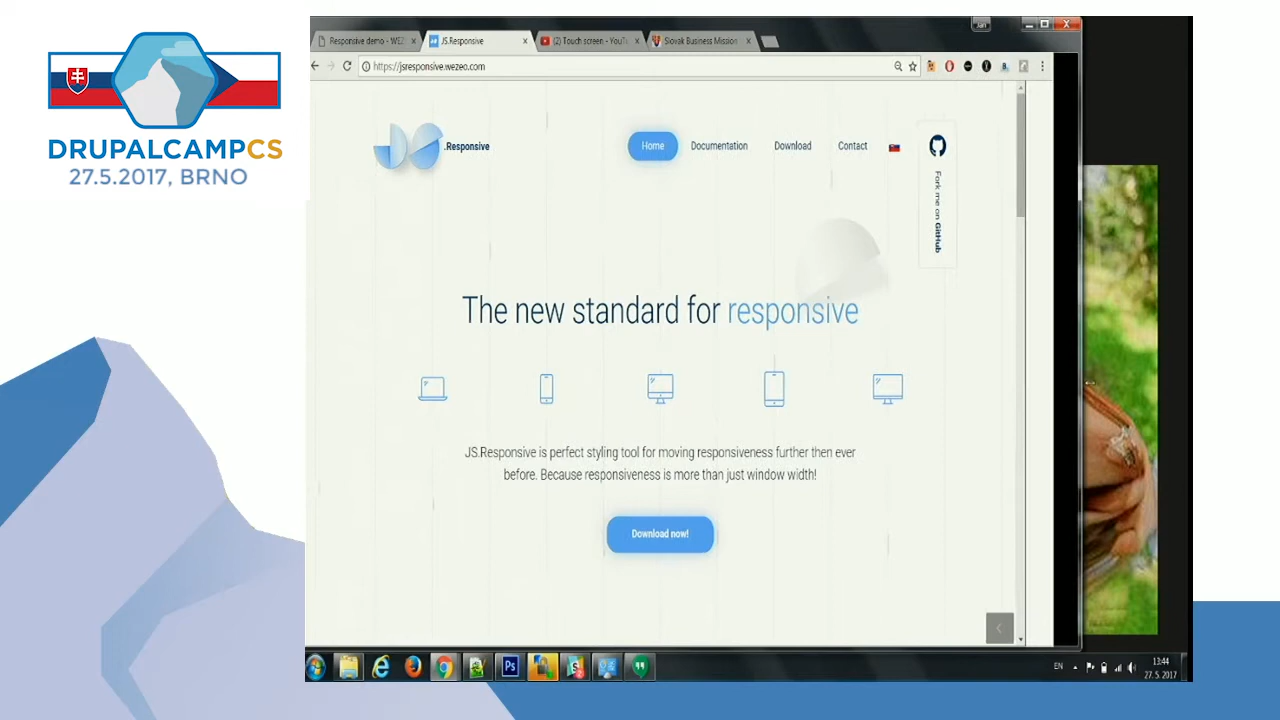 DRUPALCAMPCS
27.5.2017, BRNO
Jan
Responsive demo - WEZ
JS.Responsive
(2) Touch screen - YouTu
Slovak Business Mission
https://jsresponsive.wezeo.com
.Responsive
Home
Documentation
Download
Contact
Fork me on GitHub
The new standard for responsive
JS.Responsive is perfect styling tool for moving responsiveness further then ever
before. Because responsiveness is more than just window width!
Download now!
Ps
EN
13:44
27. 5. 2017